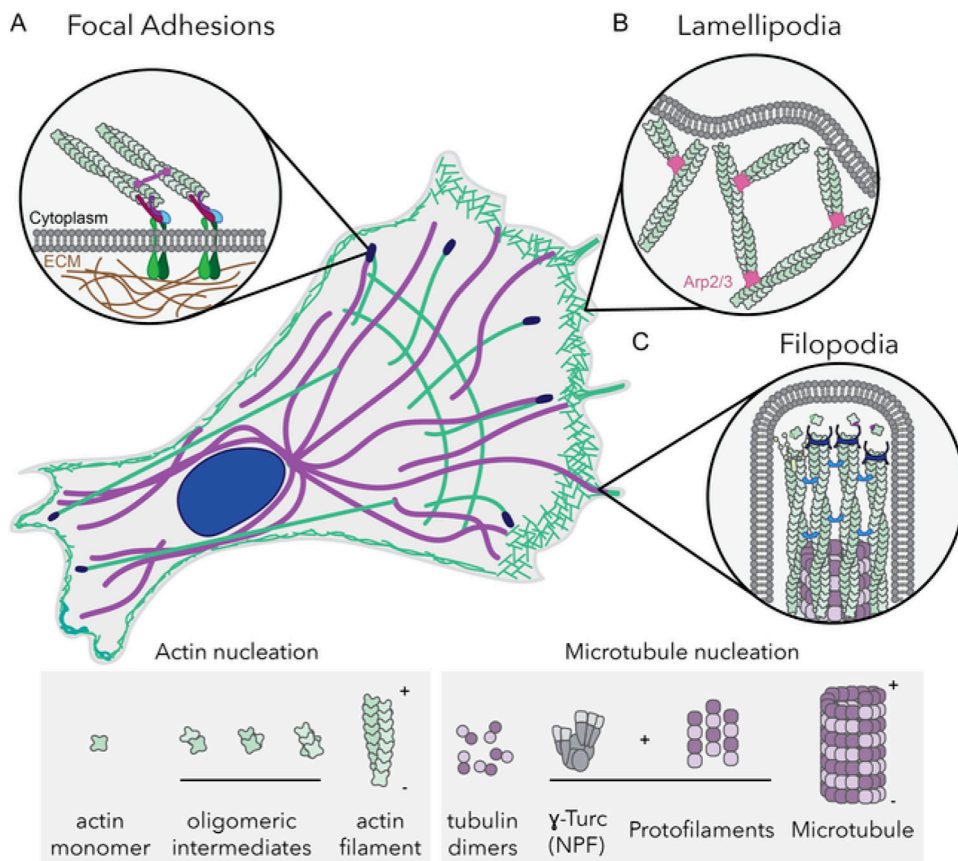 A
Focal Adhesions
B
Lamellipodia
Cytoplasm
ECM
Arp2/3
C
Filopodia
Actin nucleation
Microtubule nucleation
+
-
+
+
-
actin
monomer
oligomeric
intermediates
actin
filament
tubulin
dimers
ɣ-Turc
(NPF)
Protofilaments
Microtubule